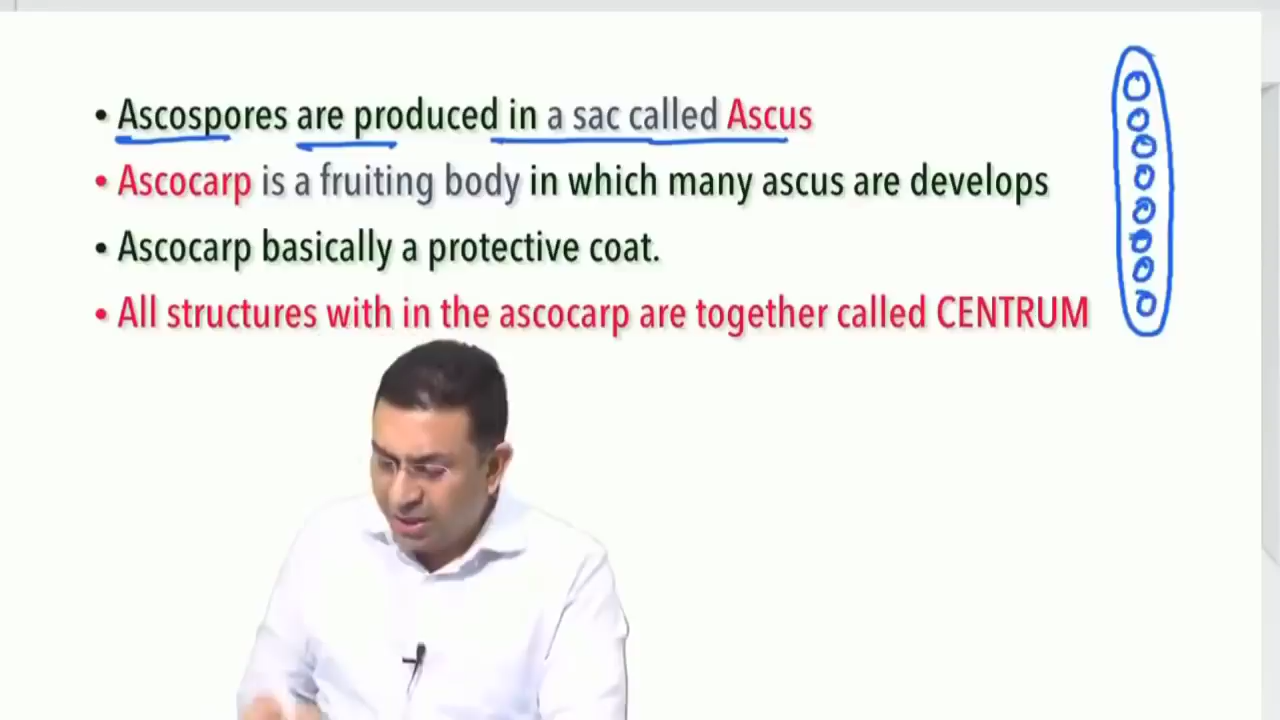 • Ascospores are produced in a sac called Ascus
• Ascocarp is a fruiting body in which many ascus are develops
• Ascocarp basically a protective coat.
• All structures with in the ascocarp are together called CENTRUM